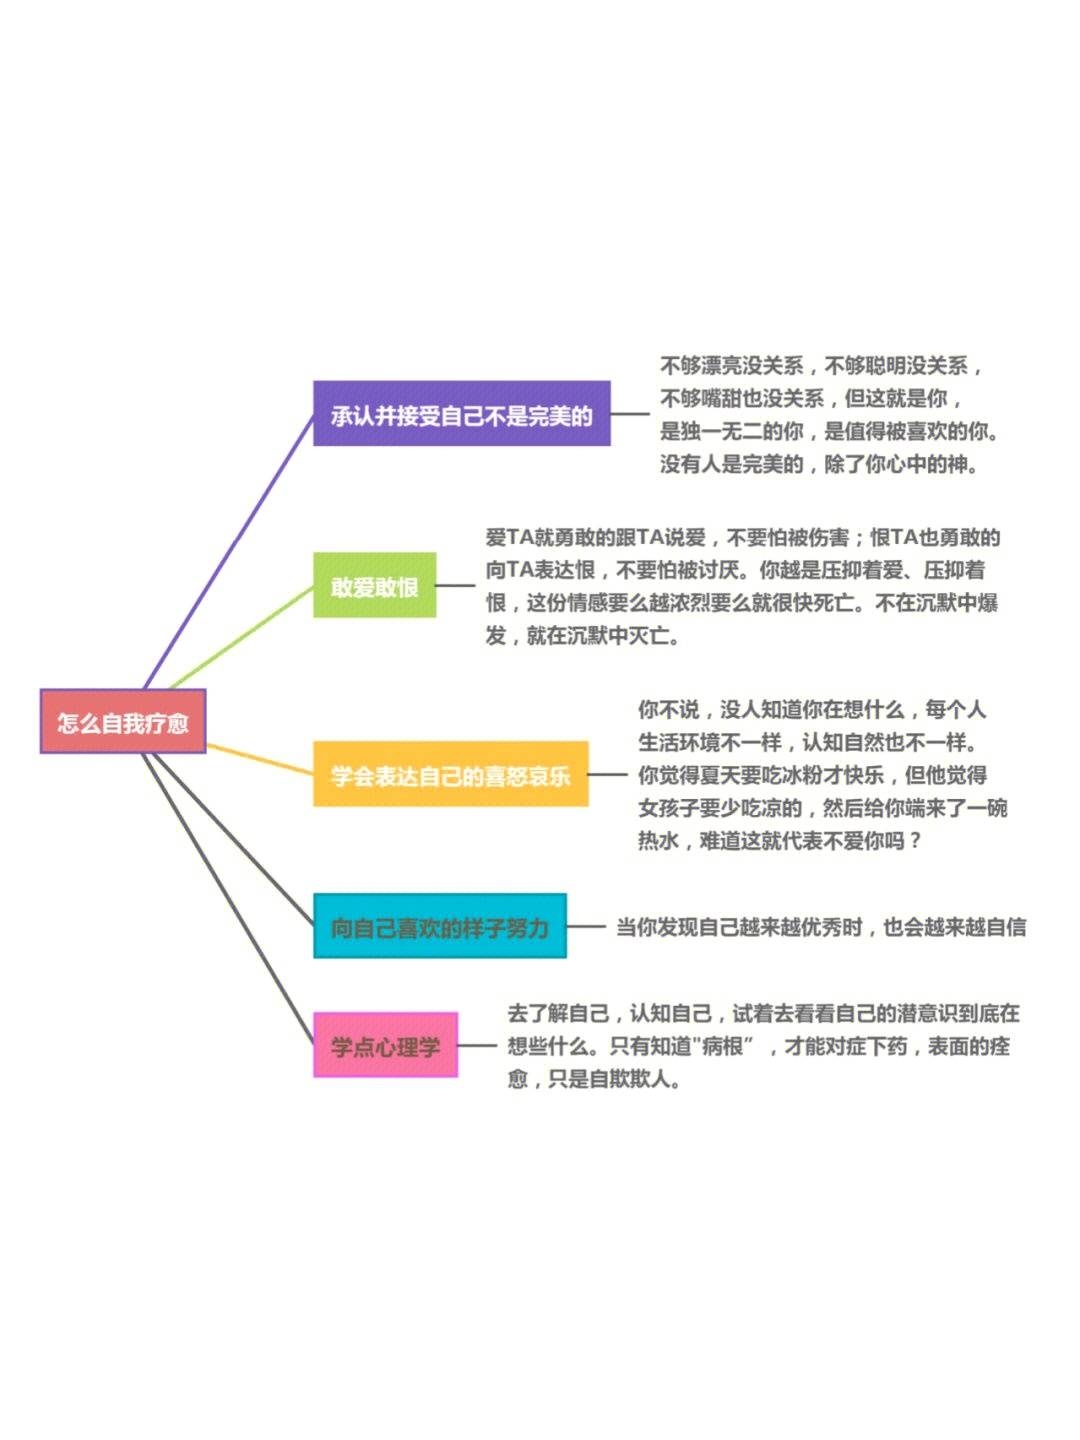 怎么自我疗愈
承认并接受自己不是完美的
不够漂亮没关系，不够聪明没关系，
不够嘴甜也没关系，但这就是你，
是独一无二的你，是值得被喜欢的你。
没有人是完美的，除了你心中的神。
敢爱敢恨
爱TA就勇敢的跟TA说爱，不要怕被伤害；恨TA也勇敢的
向TA表达恨，不要怕被讨厌。你越是压抑着爱、压抑着
恨，这份情感要么越浓烈要么就很快死亡。不在沉默中爆
发，就在沉默中灭亡。
学会表达自己的喜怒哀乐
你不说，没人知道你在想什么，每个人
生活环境不一样，认知自然也不一样。
你觉得夏天要吃冰粉才快乐，但他觉得
女孩子要少吃凉的，然后给你端来了一碗
热水，难道这就代表不爱你吗？
向自己喜欢的样子努力
当你发现自己越来越优秀时，也会越来越自信
学点心理学
去了解自己，认知自己，试着去看看自己的潜意识到底在
想些什么。只有知道"病根”，才能对症下药，表面的痊
愈，只是自欺欺人。